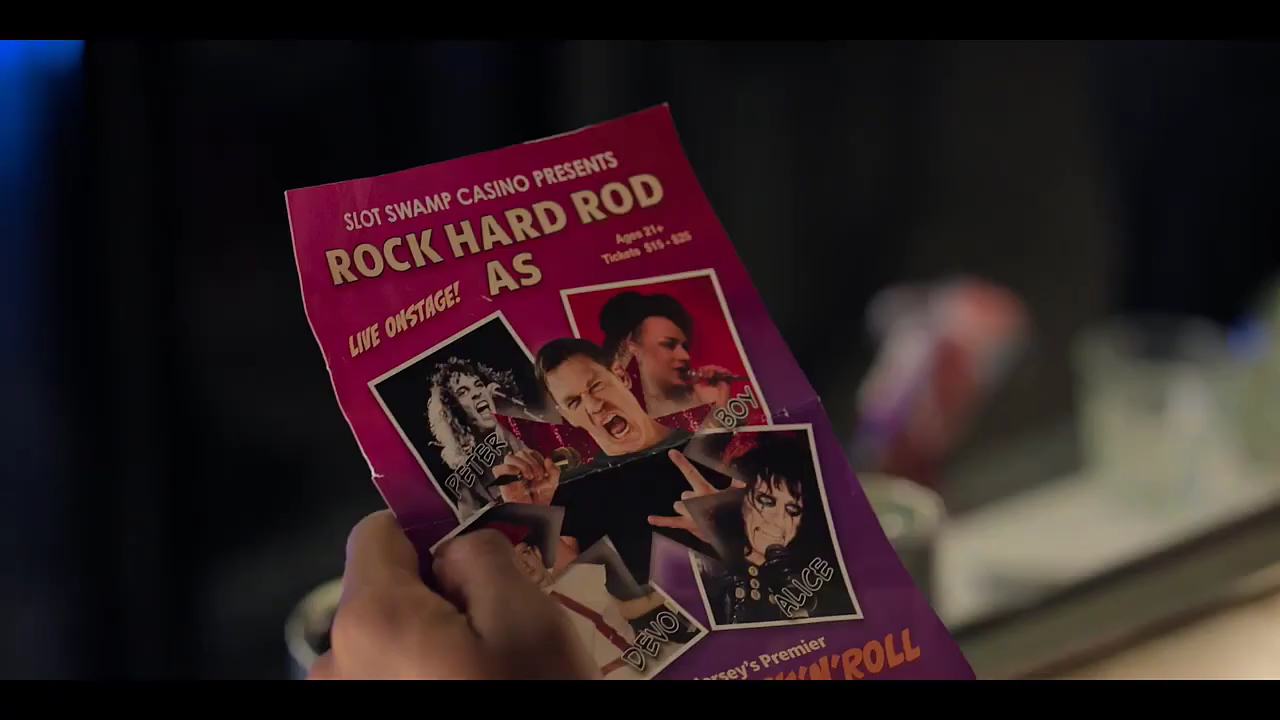 SLOT SWAMP CASINO PRESENTS
ROCK HARD ROD
AS
Ages 21+
Tickets $15 - $25
LIVE ONSTAGE!
PETER
BOY
ALICE
DEVO
Premier
'N'ROLL